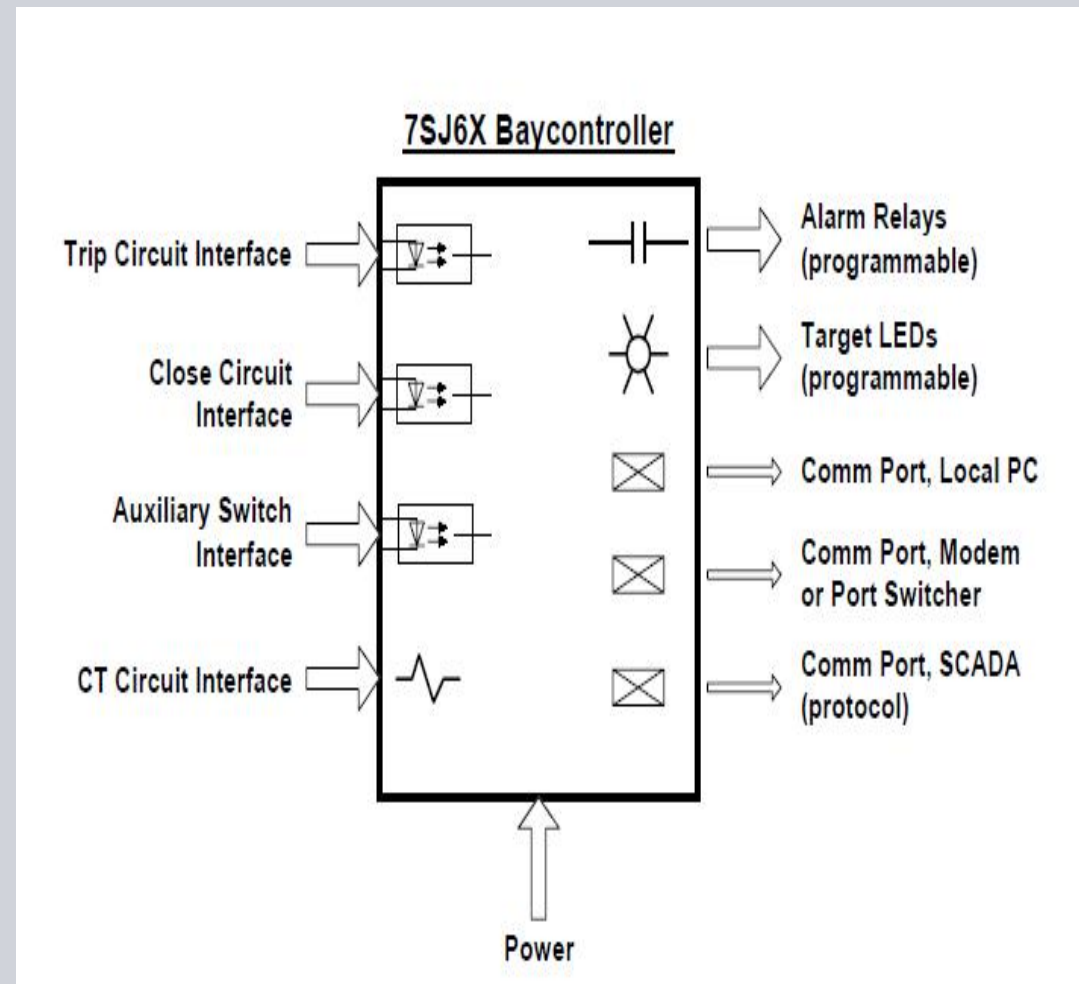 7SJ6X Baycontroller
Trip Circuit Interface
Close Circuit
Interface
Auxiliary Switch
Interface
CT Circuit Interface
Alarm Relays
(programmable)
Target LEDs
(programmable)
Comm Port, Local PC
Comm Port, Modem
or Port Switcher
Comm Port, SCADA
(protocol)
Power